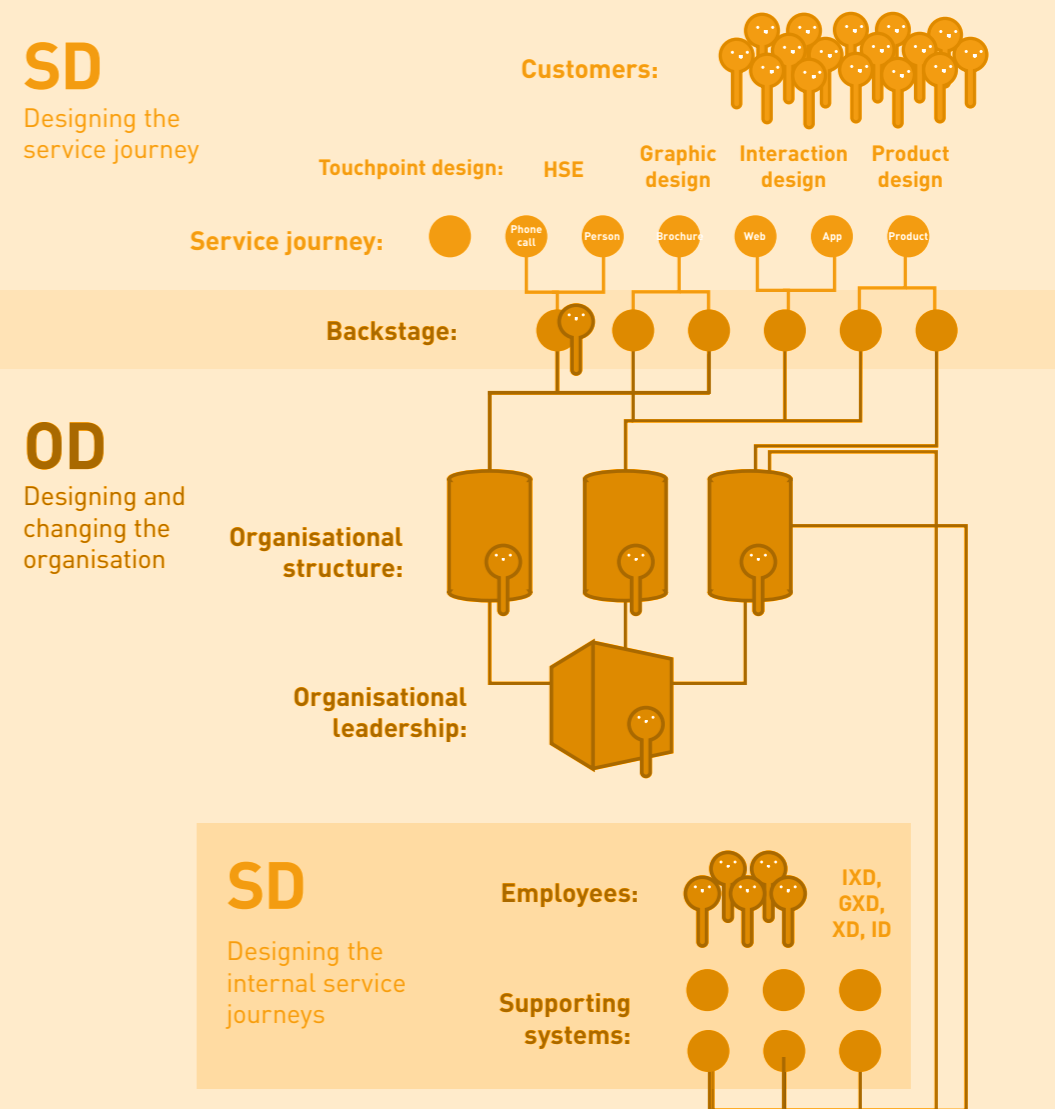 SD
Designing the
service journey
Customers:
Touchpoint design:
HSE
Graphic
design
Interaction
design
Product
design
Service journey:
Phone
call
Person
Brochure
Web
App
Product
Backstage:
OD
Designing and
changing the
organisation
Organisational
structure:
Organisational
leadership:
SD
Designing the
internal service
journeys
Employees:
IXD,
GXD,
XD, ID
Supporting
systems: